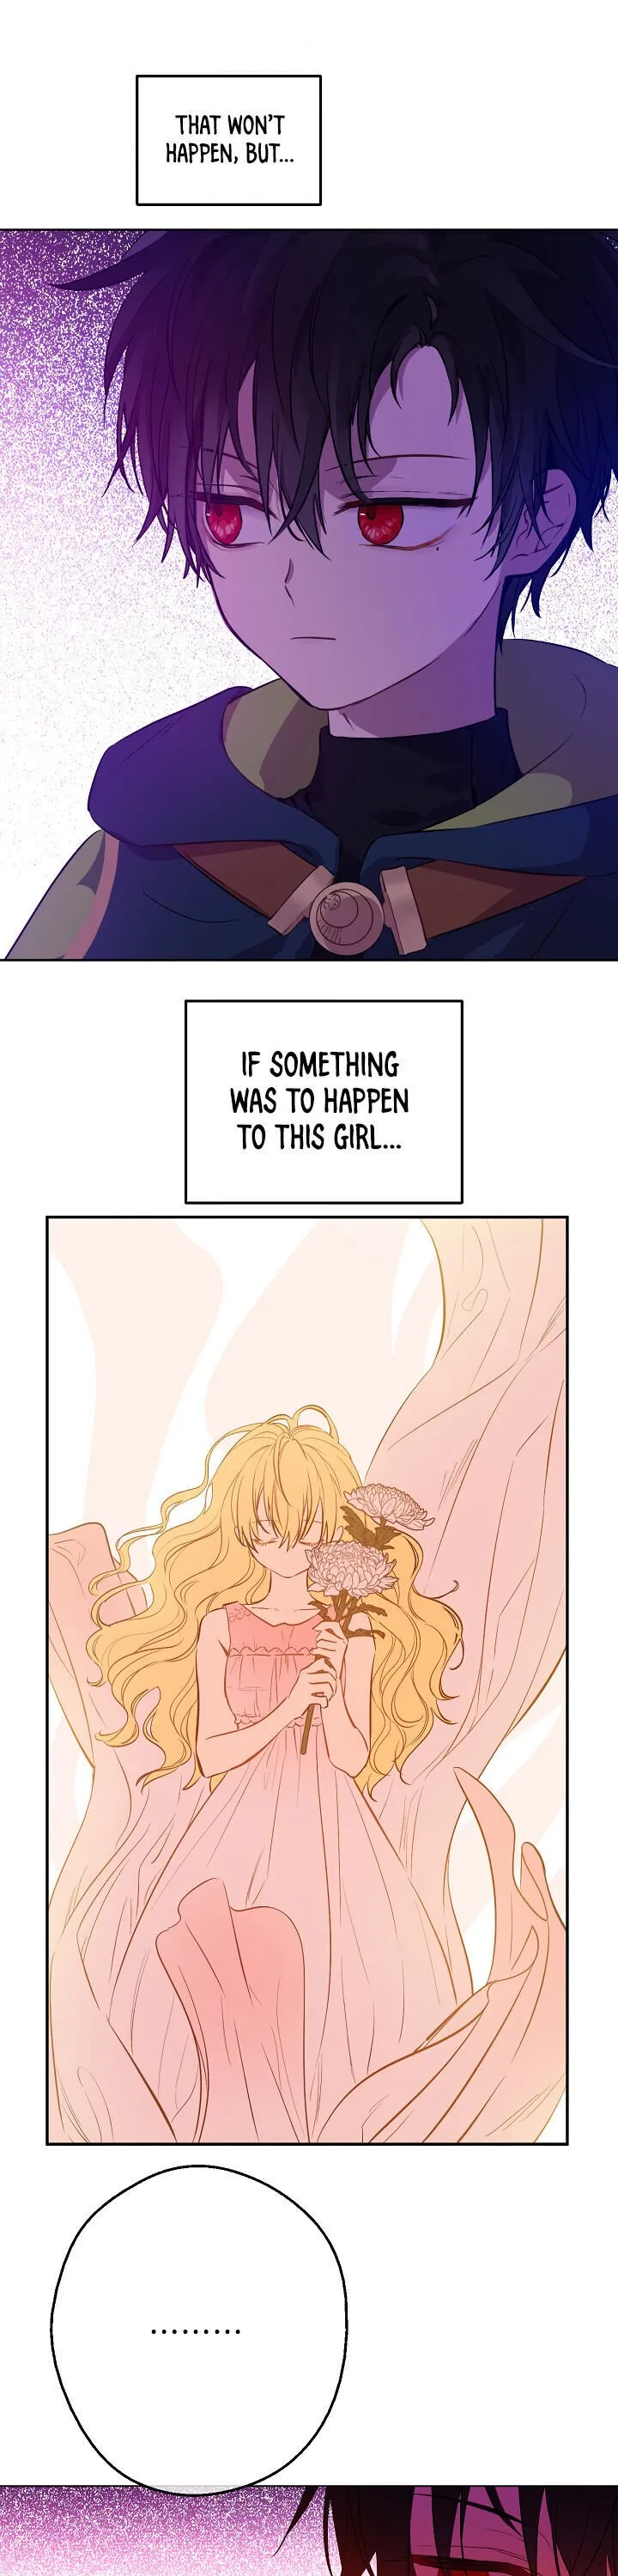 THAT WON'T
HAPPEN, BUT...
IF SOMETHING
WAS TO HAPPEN
TO THIS GIRL...
.........